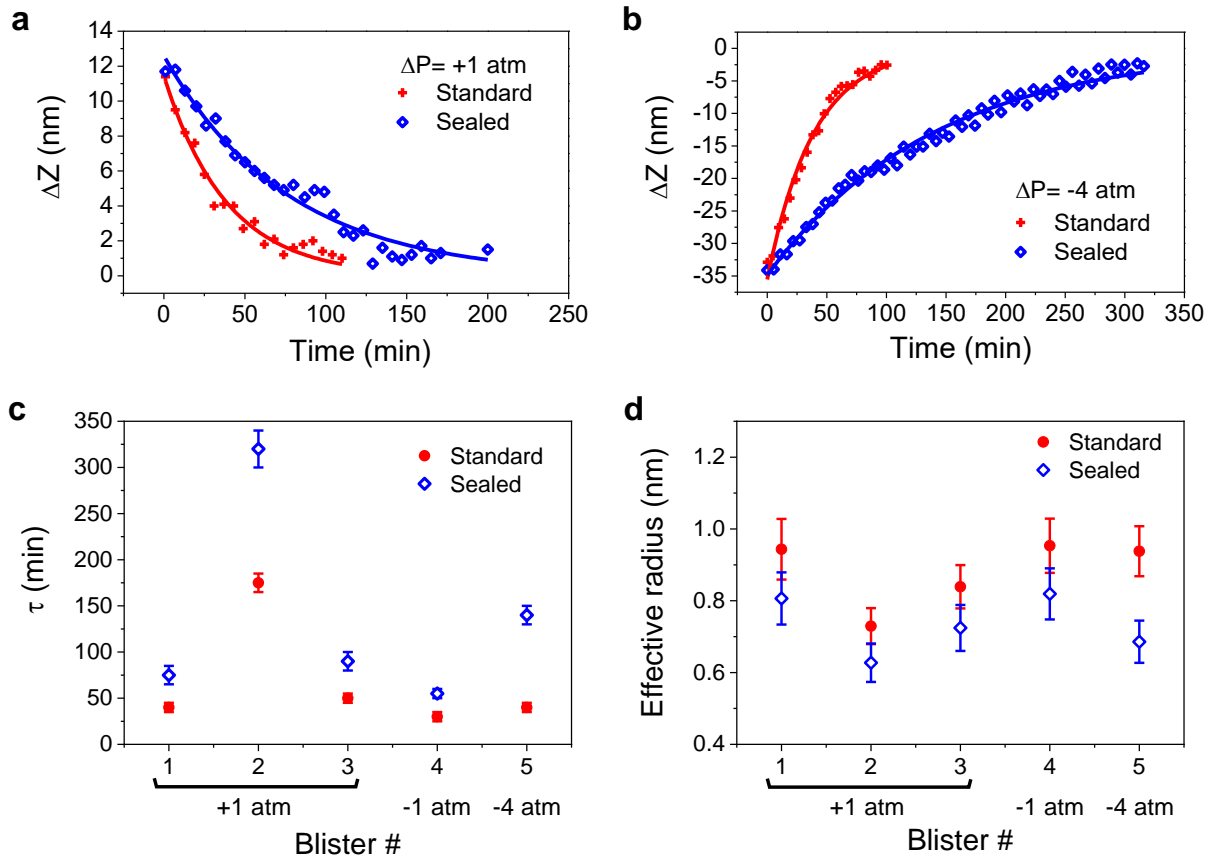 a
ΔP= +1 atm
Standard
Sealed
14
12
10
8
6
4
2
0
ΔZ (nm)
0 50 100 150 200 250
Time (min)
b
ΔP= -4 atm
Standard
Sealed
0
-5
-10
-15
-20
-25
-30
-35
ΔZ (nm)
0 50 100 150 200 250 300 350
Time (min)
c
Standard
Sealed
350
300
250
200
150
100
50
0
τ (min)
1 2 3 4 5
+1 atm -1 atm -4 atm
Blister #
d
Standard
Sealed
1.2
1.0
0.8
0.6
0.4
Effective radius (nm)
1 2 3 4 5
+1 atm -1 atm -4 atm
Blister #